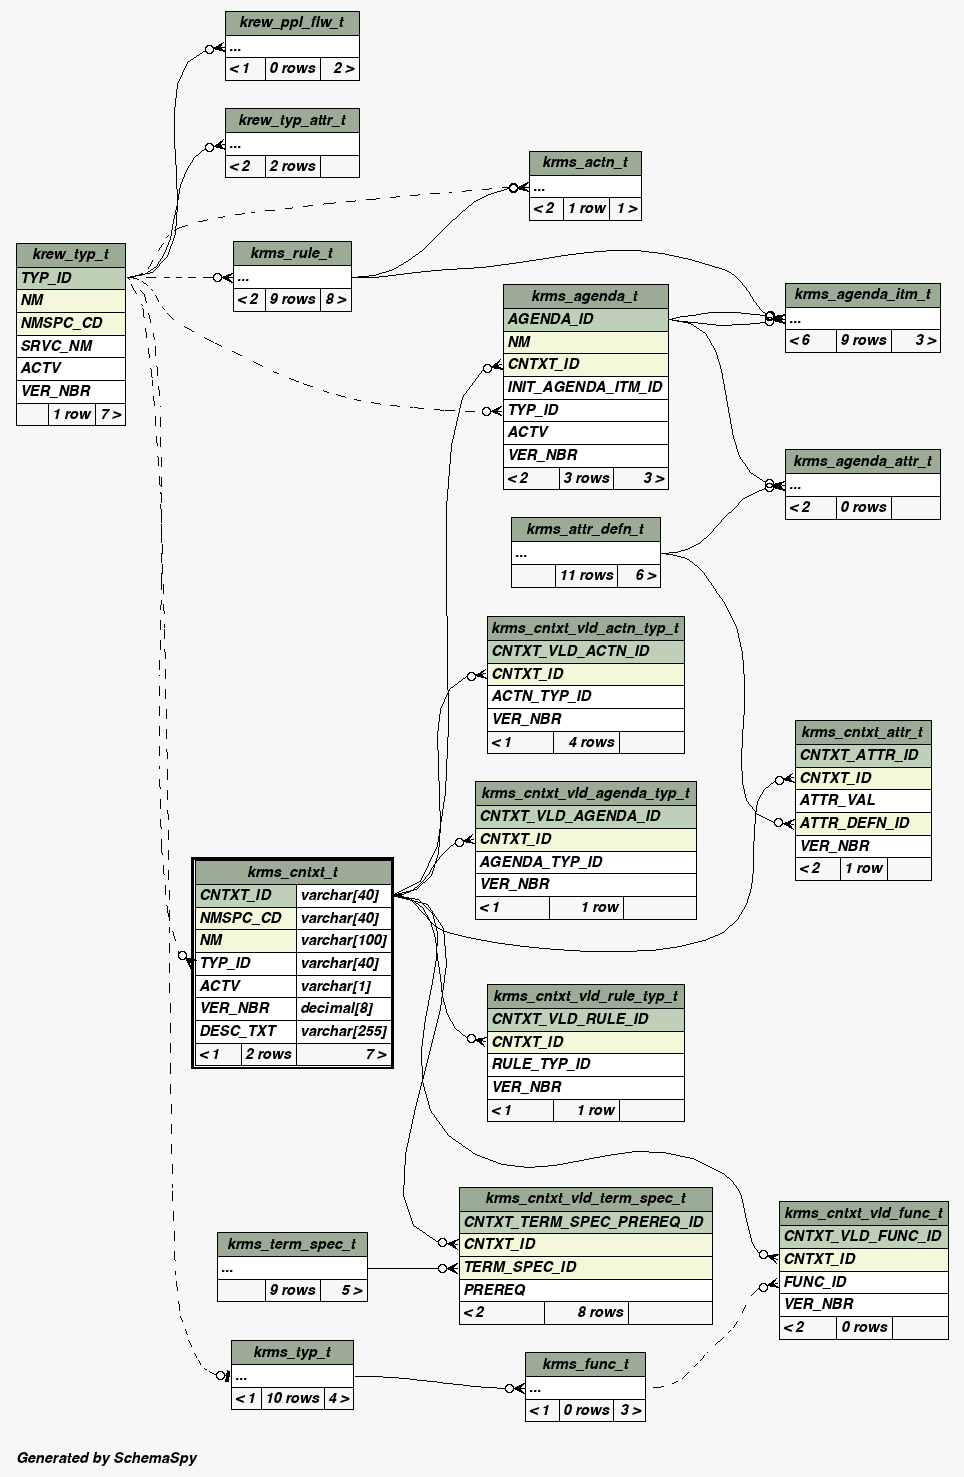 krew_ppl_flw_t
...
< 1 0 rows 2 >
krew_typ_attr_t
...
< 2 2 rows
krms_actn_t
...
< 2 1 row 1 >
krew_typ_t
TYP_ID
NM
NMSPC_CD
SRVC_NM
ACTV
VER_NBR
1 row 7 >
krms_rule_t
...
< 2 9 rows 8 >
krms_agenda_t
AGENDA_ID
NM
CNTXT_ID
INIT_AGENDA_ITM_ID
TYP_ID
ACTV
VER_NBR
< 2 3 rows 3 >
krms_agenda_itm_t
...
< 6 9 rows 3 >
krms_agenda_attr_t
...
< 2 0 rows
krms_attr_defn_t
...
11 rows 6 >
krms_cntxt_vld_actn_typ_t
CNTXT_VLD_ACTN_ID
CNTXT_ID
ACTN_TYP_ID
VER_NBR
< 1 4 rows
krms_cntxt_attr_t
CNTXT_ATTR_ID
CNTXT_ID
ATTR_VAL
ATTR_DEFN_ID
VER_NBR
< 2 1 row
krms_cntxt_vld_agenda_typ_t
CNTXT_VLD_AGENDA_ID
CNTXT_ID
AGENDA_TYP_ID
VER_NBR
< 1 1 row
krms_cntxt_t
CNTXT_ID varchar[40]
NMSPC_CD varchar[40]
NM varchar[100]
TYP_ID varchar[40]
ACTV varchar[1]
VER_NBR decimal[8]
DESC_TXT varchar[255]
< 1 2 rows 7 >
krms_cntxt_vld_rule_typ_t
CNTXT_VLD_RULE_ID
CNTXT_ID
RULE_TYP_ID
VER_NBR
< 1 1 row
krms_cntxt_vld_term_spec_t
CNTXT_TERM_SPEC_PREREQ_ID
CNTXT_ID
TERM_SPEC_ID
PREREQ
< 2 8 rows
krms_cntxt_vld_func_t
CNTXT_VLD_FUNC_ID
CNTXT_ID
FUNC_ID
VER_NBR
< 2 0 rows
krms_term_spec_t
...
9 rows 5 >
krms_typ_t
...
< 1 10 rows 4 >
krms_func_t
...
< 1 0 rows 3 >
Generated by SchemaSpy